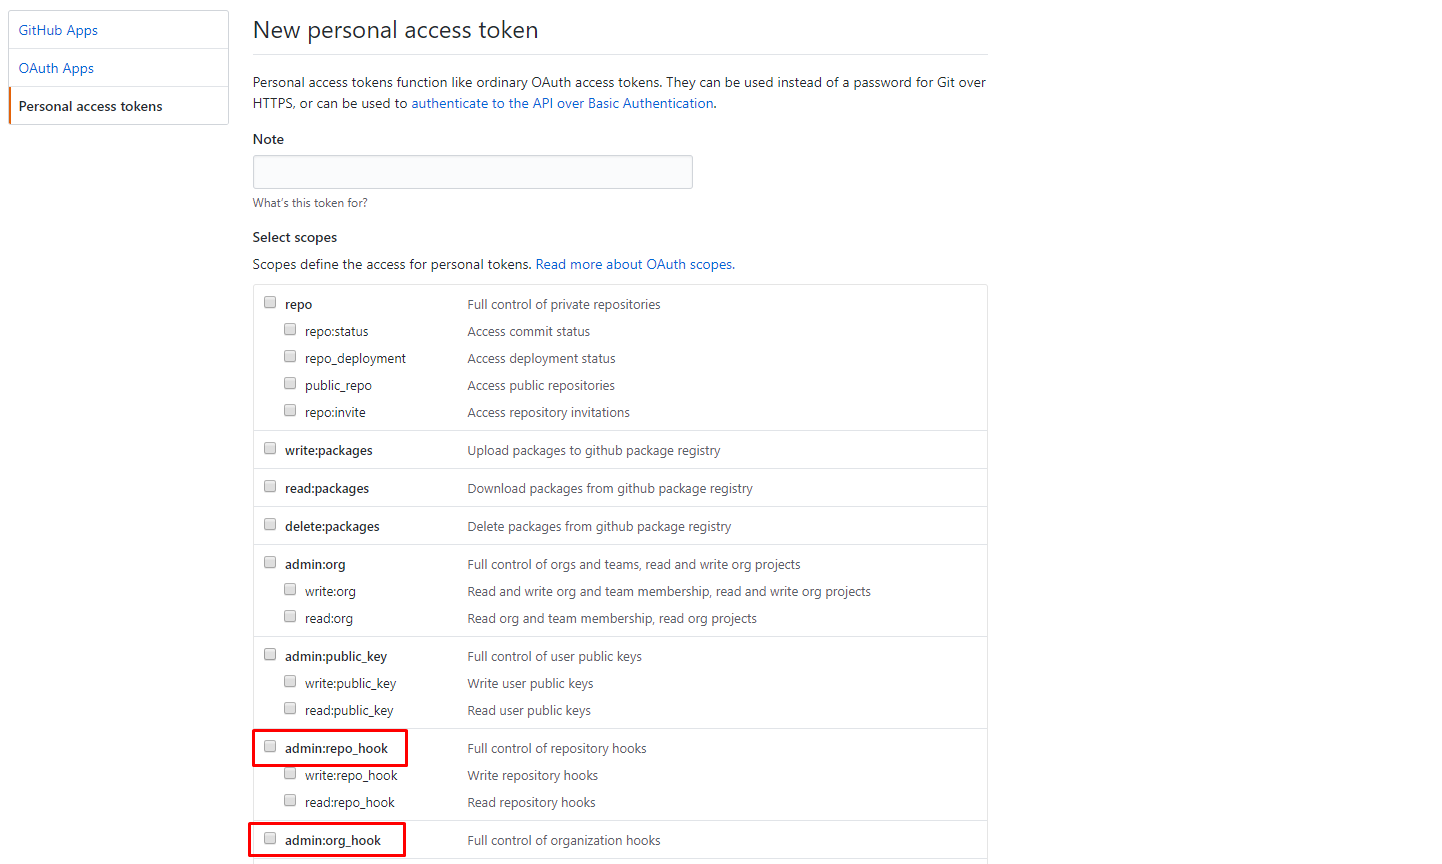 GitHub Apps
OAuth Apps
Personal access tokens
New personal access token
Personal access tokens function like ordinary OAuth access tokens. They can be used instead of a password for Git over
HTTPS, or can be used to authenticate to the API over Basic Authentication.
Note
What's this token for?
Select scopes
Scopes define the access for personal tokens. Read more about OAuth scopes.
repo Full control of private repositories
repo:status Access commit status
repo_deployment Access deployment status
public_repo Access public repositories
repo:invite Access repository invitations
write:packages Upload packages to github package registry
read:packages Download packages from github package registry
delete:packages Delete packages from github package registry
admin:org Full control of orgs and teams, read and write org projects
write:org Read and write org and team membership, read and write org projects
read:org Read org and team membership, read org projects
admin:public_key Full control of user public keys
write:public_key Write user public keys
read:public_key Read user public keys
admin:repo_hook Full control of repository hooks
write:repo_hook Write repository hooks
read:repo_hook Read repository hooks
admin:org_hook Full control of organization hooks